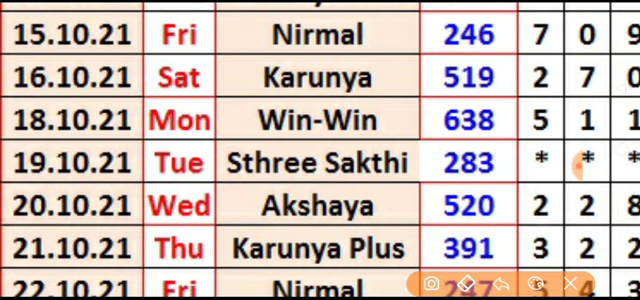 15.10.21 Fri Nirmal 246 7 0 9
16.10.21 Sat Karunya 519 2 7 0
18.10.21 Mon Win-Win 638 5 1 1
19.10.21 Tue Sthree Sakthi 283 * * *
20.10.21 Wed Akshaya 520 2 2 8
21.10.21 Thu Karunya Plus 391 3 2 2
22.10.21 Fri Nirmal 247 4 3